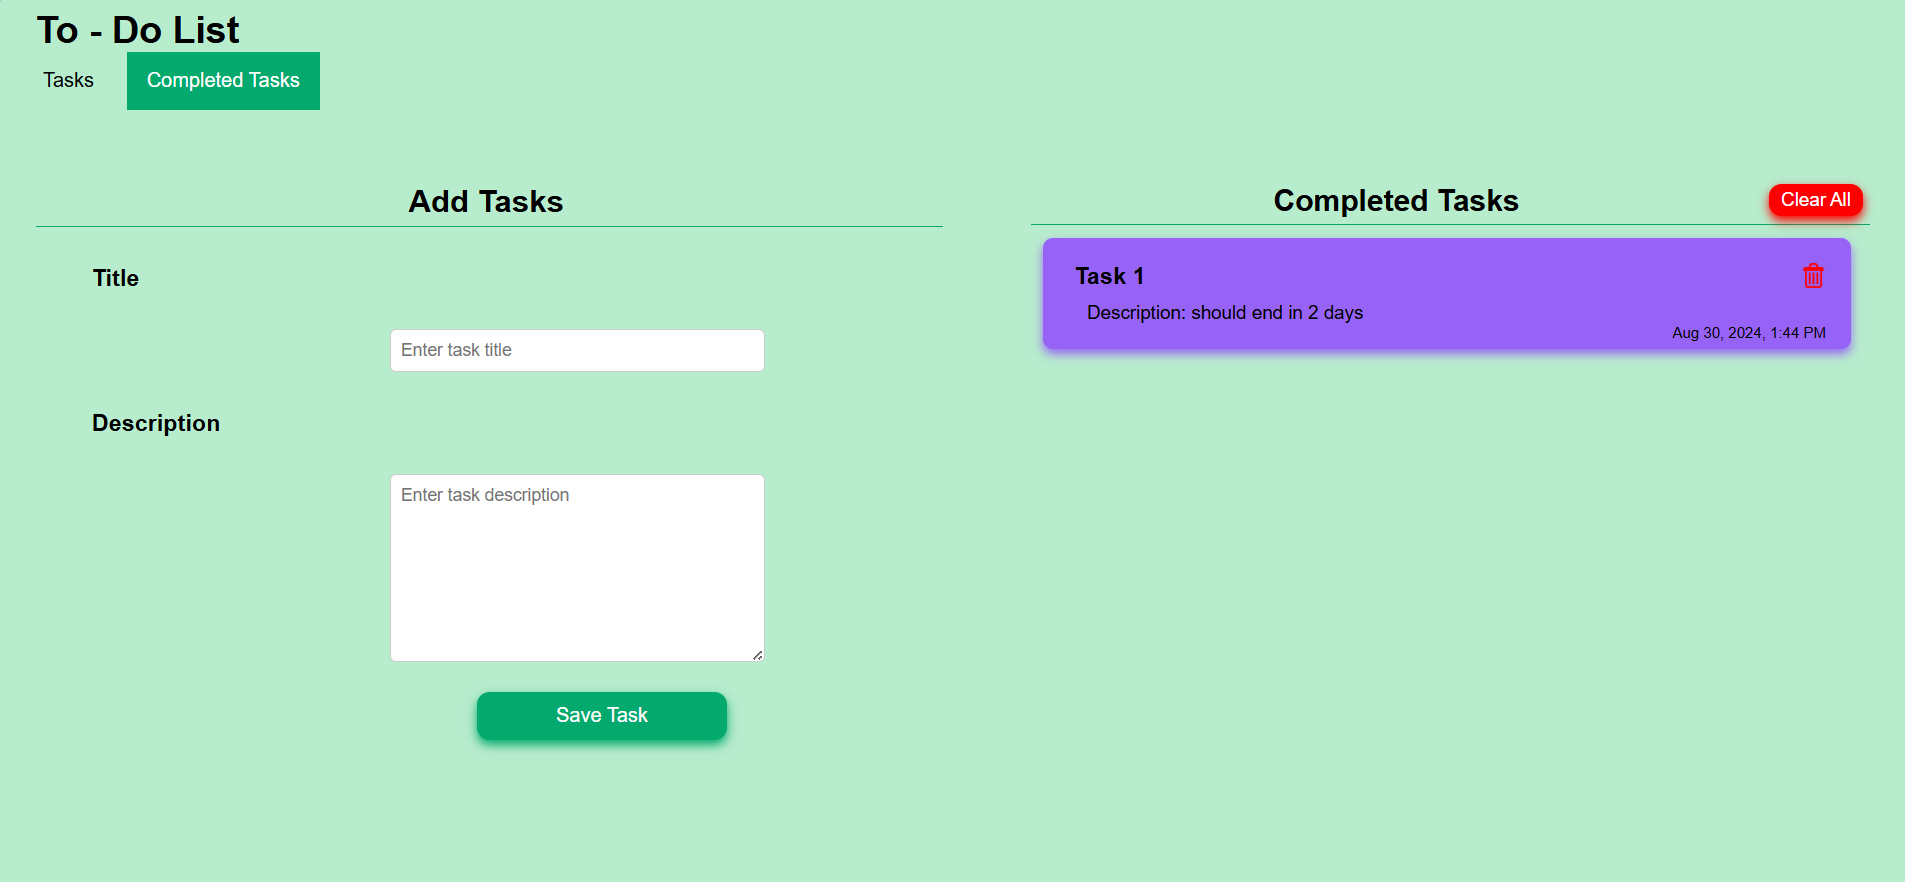 To - Do List
Tasks
Completed Tasks
Add Tasks
Title
Enter task title
Description
Enter task description
Save Task
Completed Tasks
Clear All
Task 1
Description: should end in 2 days
Aug 30, 2024, 1:44 PM